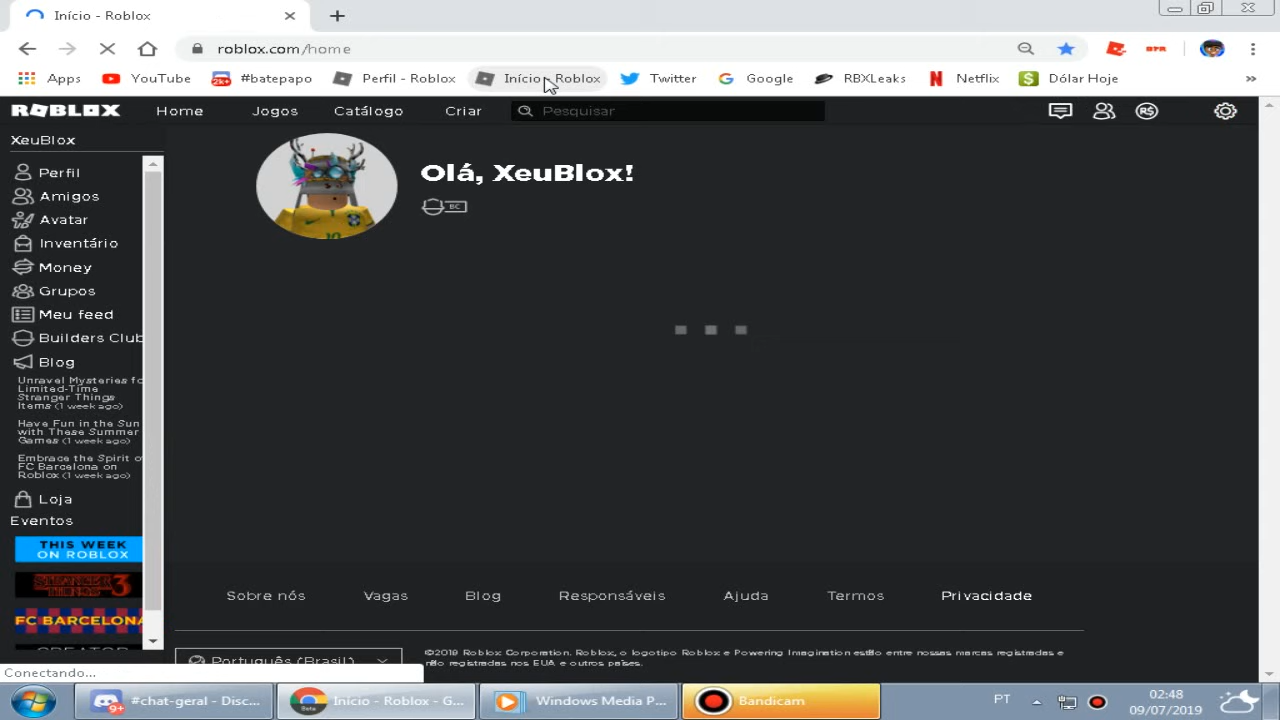 Início - Roblox
roblox.com/home
Apps YouTube #batepapo Perfil - Roblox Início - Roblox Twitter Google RBXLeaks Netflix Dólar Hoje
ROBLOX Home Jogos Catálogo Criar Pesquisar
XeuBlox
Olá, XeuBlox!
BC
Perfil
Amigos
Avatar
Inventário
Money
Grupos
Meu feed
Builders Club
Blog
Unravel Mysteries fo
Limited-Time
Stranger Things
Items (1 week ago)
Have Fun in the Sun
with These Summer
Games (1 week ago)
Embrace the Spirit o
FC Barcelona on
Roblox (1 week ago)
Loja
Eventos
THIS WEEK
ON ROBLOX
STRANGER THINGS 3
FC BARCELONA
CREATOR
Sobre nós Vagas Blog Responsáveis Ajuda Termos Privacidade
Português (Brasil)
©2019 Roblox Corporation. Roblox, o logotipo Roblox e Powering Imagination estão entre nossas marcas registradas e
não registradas nos EUA e outros países.
Conectando...
#chat-geral - Disc... Início - Roblox - G... Windows Media P... Bandicam PT 02:48
09/07/2019